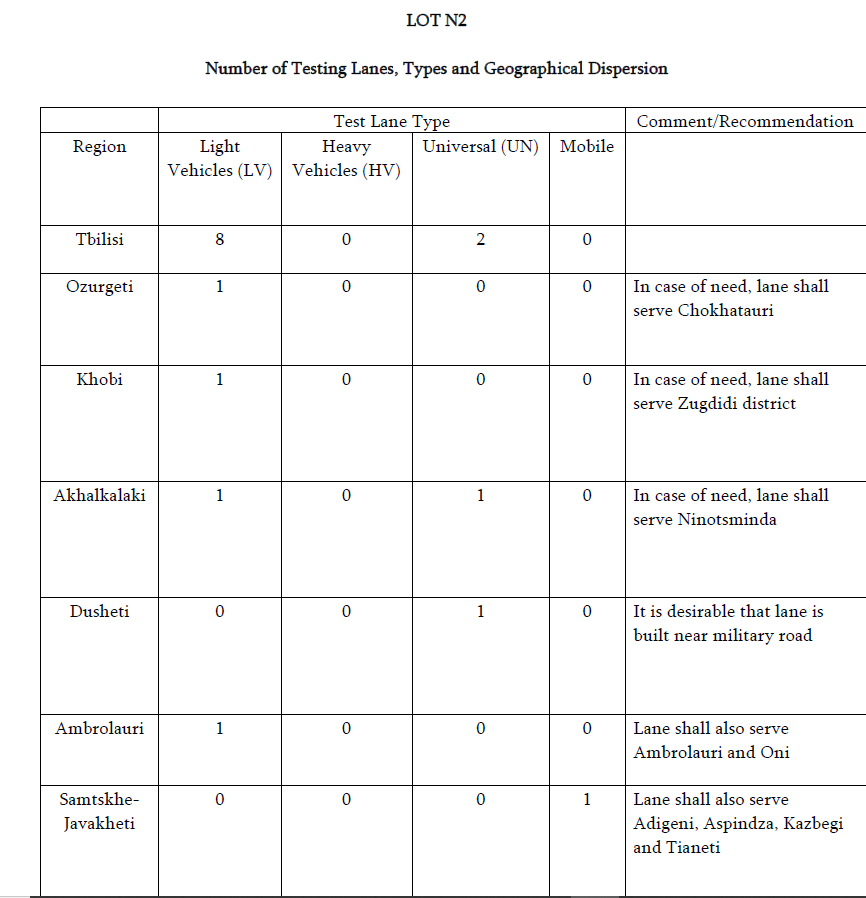 LOT N2
Number of Testing Lanes, Types and Geographical Dispersion
Test Lane Type Comment/Recommendation
Region Light Vehicles (LV) Heavy Vehicles (HV) Universal (UN) Mobile
Tbilisi 8 0 2 0
Ozurgeti 1 0 0 0 In case of need, lane shall
serve Chokhatauri
Khobi 1 0 0 0 In case of need, lane shall
serve Zugdidi district
Akhalkalaki 1 0 1 0 In case of need, lane shall
serve Ninotsminda
Dusheti 0 0 1 0 It is desirable that lane is
built near military road
Ambrolauri 1 0 0 0 Lane shall also serve
Ambrolauri and Oni
Samtskhe-
Javakheti 0 0 0 1 Lane shall also serve
Adigeni, Aspindza, Kazbegi
and Tianeti